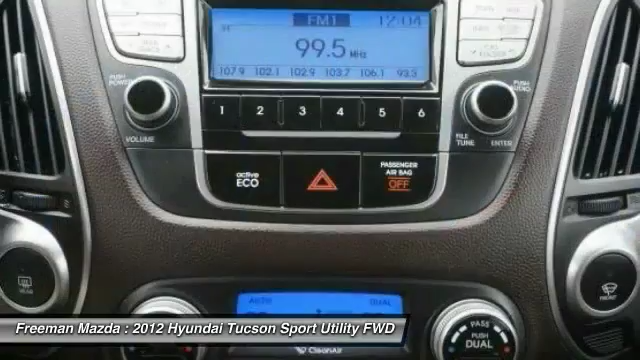 FM1 12:04
99.5 MHz
107.9 102.1 102.9 103.7 106.1 93.3
PUSH POWER
PUSH AUDIO
1 2 3 4 5 6
VOLUME
FILE TUNE ENTER
active ECO
PASSENGER AIR BAG OFF
AUTO DUAL
REAR
FRONT
PASS PUSH DUAL
CleanAir
Freeman Mazda : 2012 Hyundai Tucson Sport Utility FWD